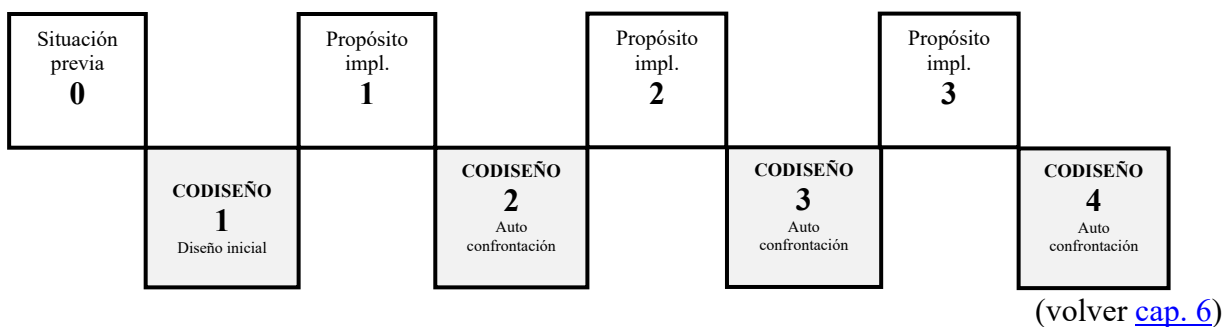 Situación
previa
0
Propósito
impl.
1
Propósito
impl.
2
Propósito
impl.
3
CODISEÑO
1
Diseño inicial
CODISEÑO
2
Auto
confrontación
CODISEÑO
3
Auto
confrontación
CODISEÑO
4
Auto
confrontación
(volver cap. 6)